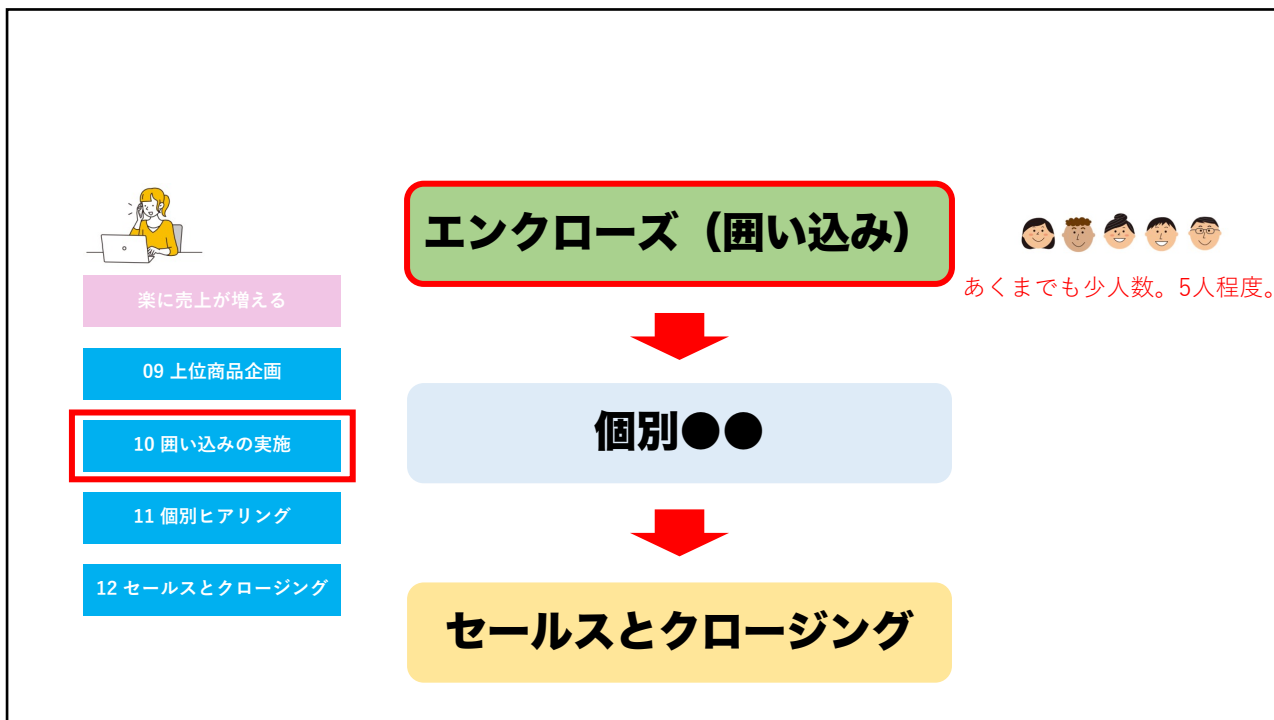 エンクローズ（囲い込み）
あくまでも少人数。5人程度。
楽に売上が増える
09 上位商品企画
10 囲い込みの実施
11 個別ヒアリング
12 セールスとクロージング
個別●●
セールスとクロージング